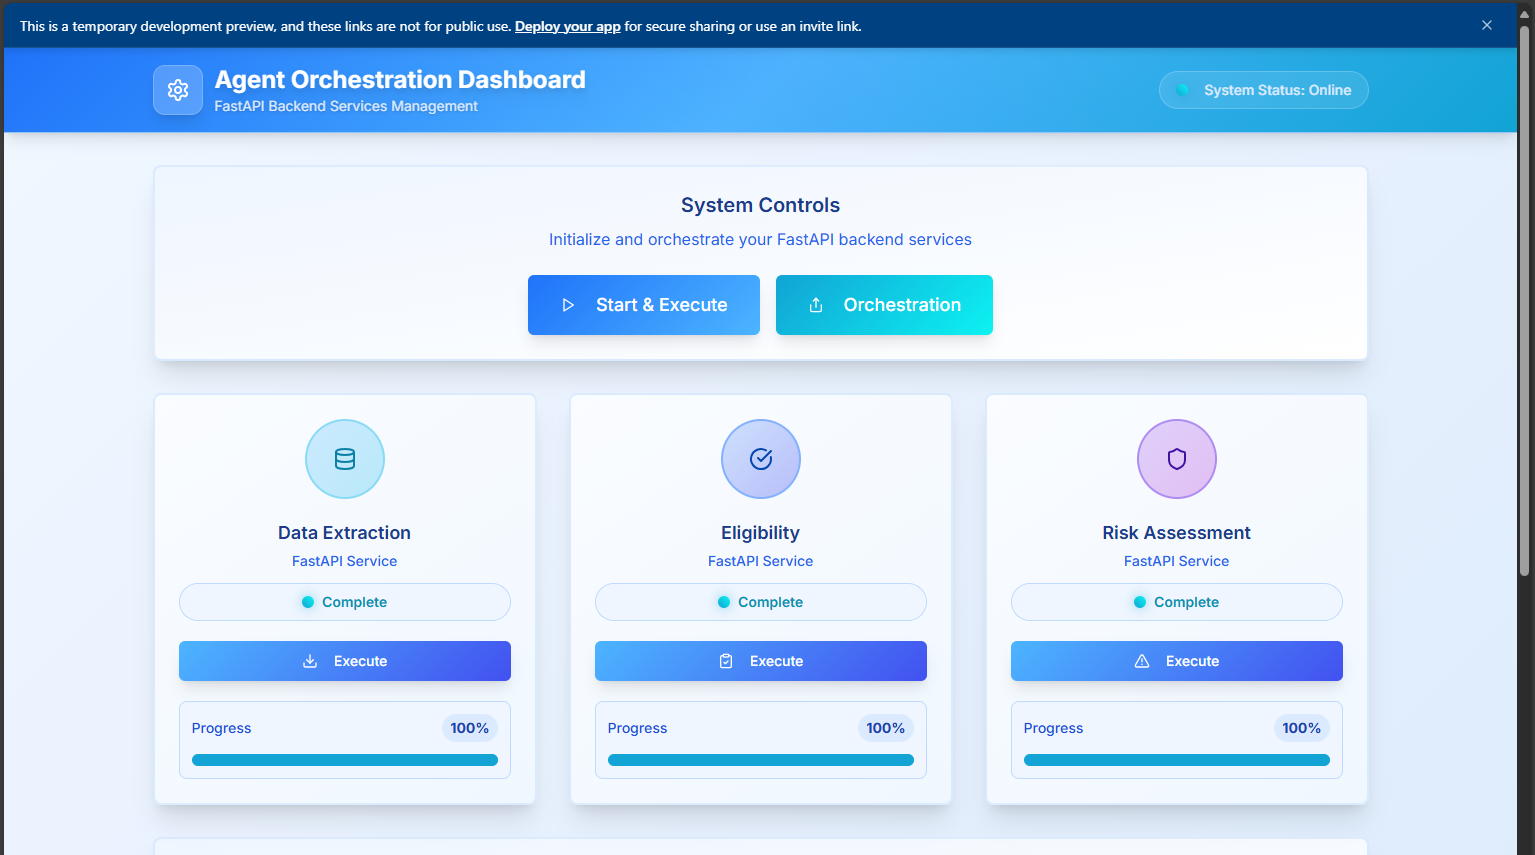 This is a temporary development preview, and these links are not for public use. Deploy your app for secure sharing or use an invite link.
Agent Orchestration Dashboard
FastAPI Backend Services Management
System Status: Online
System Controls
Initialize and orchestrate your FastAPI backend services
Start & Execute
Orchestration
Data Extraction
FastAPI Service
Complete
Execute
Progress
100%
Eligibility
FastAPI Service
Complete
Execute
Progress
100%
Risk Assessment
FastAPI Service
Complete
Execute
Progress
100%